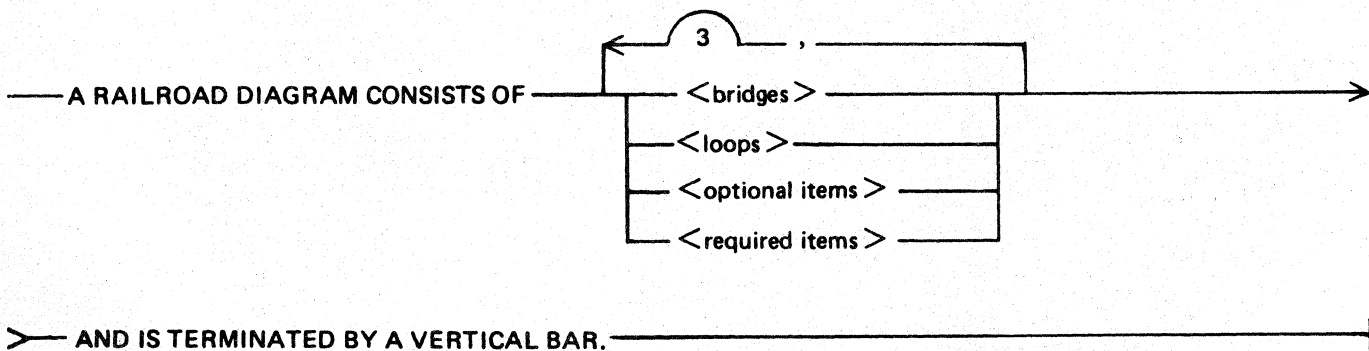 3 ,
A RAILROAD DIAGRAM CONSISTS OF <bridges>
<loops>
<optional items>
<required items>
AND IS TERMINATED BY A VERTICAL BAR.